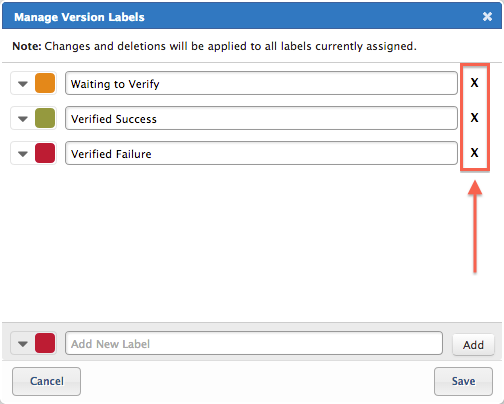 Manage Version Labels
Note: Changes and deletions will be applied to all labels currently assigned.
Waiting to Verify X
Verified Success X
Verified Failure X
Add New Label Add
Cancel Save